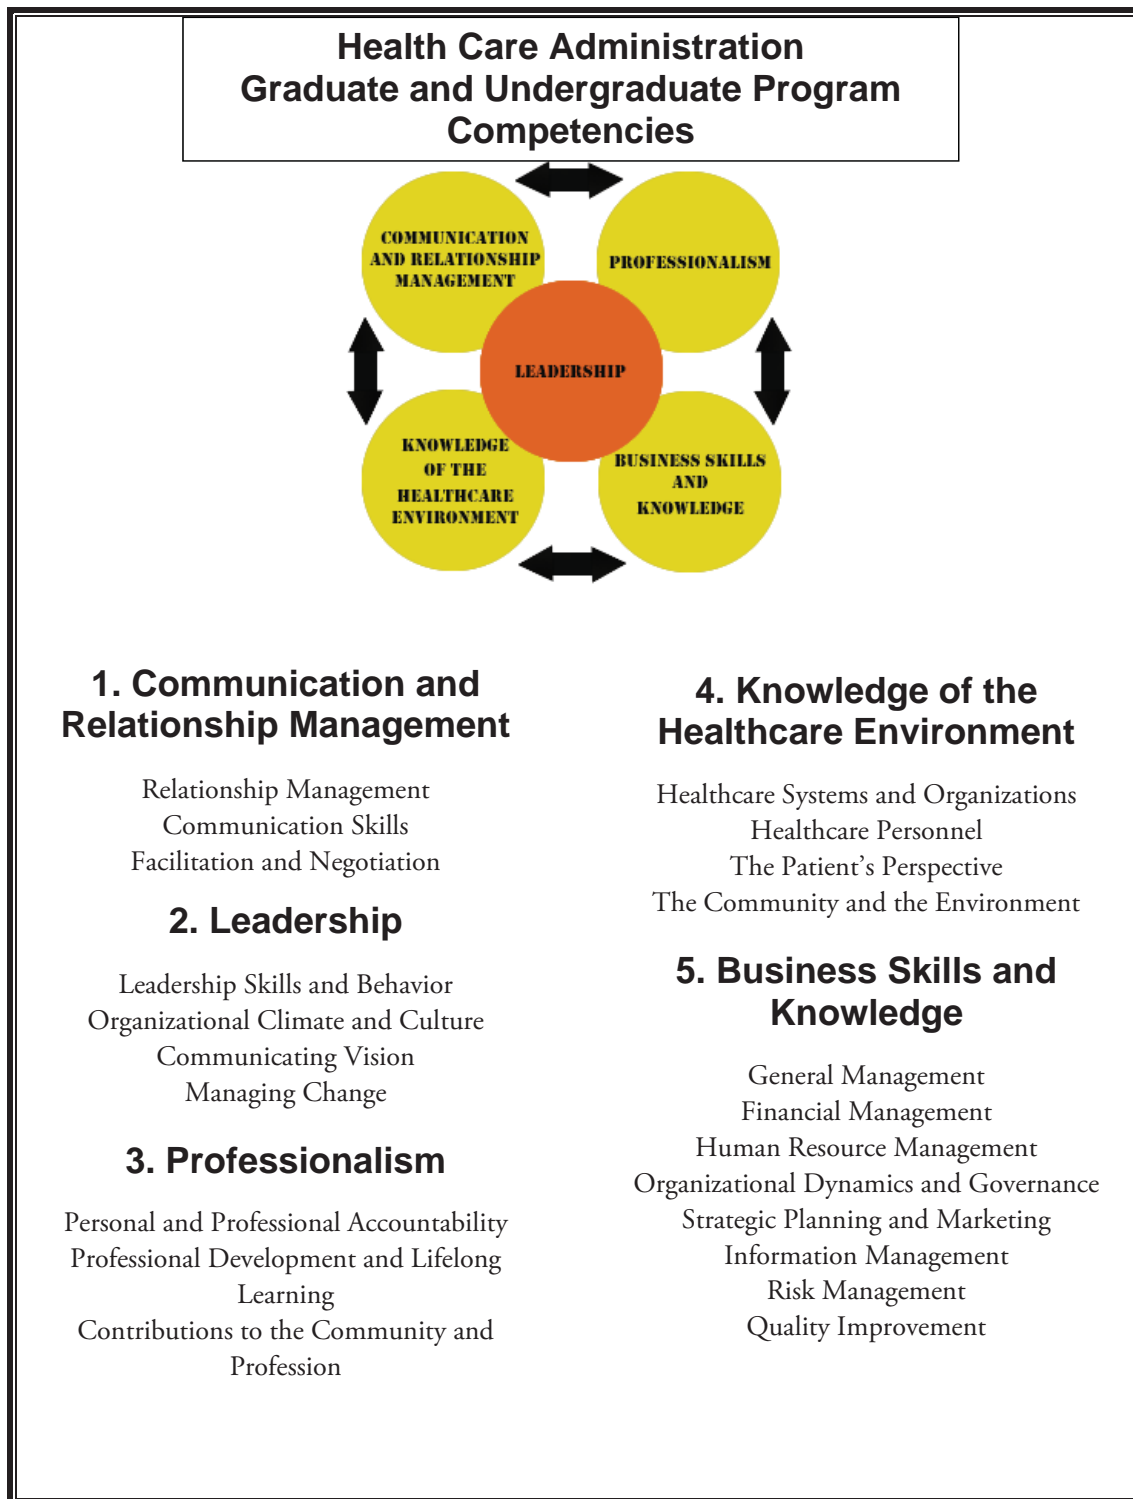 Health Care Administration
Graduate and Undergraduate Program
Competencies
COMMUNICATION
AND RELATIONSHIP
MANAGEMENT
PROFESSIONALISM
LEADERSHIP
KNOWLEDGE
OF THE
HEALTHCARE
ENVIRONMENT
BUSINESS SKILLS
AND
KNOWLEDGE
1. Communication and
Relationship Management
Relationship Management
Communication Skills
Facilitation and Negotiation
2. Leadership
Leadership Skills and Behavior
Organizational Climate and Culture
Communicating Vision
Managing Change
3. Professionalism
Personal and Professional Accountability
Professional Development and Lifelong
Learning
Contributions to the Community and
Profession
4. Knowledge of the
Healthcare Environment
Healthcare Systems and Organizations
Healthcare Personnel
The Patient’s Perspective
The Community and the Environment
5. Business Skills and
Knowledge
General Management
Financial Management
Human Resource Management
Organizational Dynamics and Governance
Strategic Planning and Marketing
Information Management
Risk Management
Quality Improvement